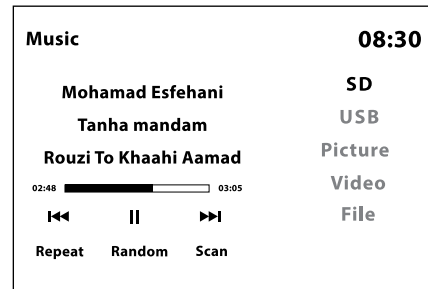 Music 08:30
Mohamad Esfehani
Tanha mandam
Rouzi To Khaahi Aamad
02:48 03:05
Repeat Random Scan
SD
USB
Picture
Video
File